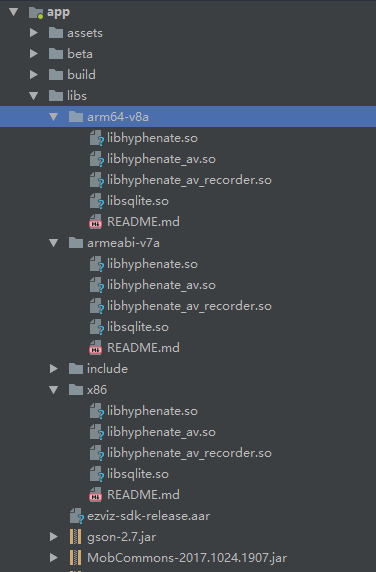 app
assets
beta
build
libs
arm64-v8a
libhyphenate.so
libhyphenate_av.so
libhyphenate_av_recorder.so
libsqlite.so
README.md
armeabi-v7a
libhyphenate.so
libhyphenate_av.so
libhyphenate_av_recorder.so
libsqlite.so
README.md
include
x86
libhyphenate.so
libhyphenate_av.so
libhyphenate_av_recorder.so
libsqlite.so
README.md
ezviz-sdk-release.aar
gson-2.7.jar
MobCommons-2017.1024.1907.jar